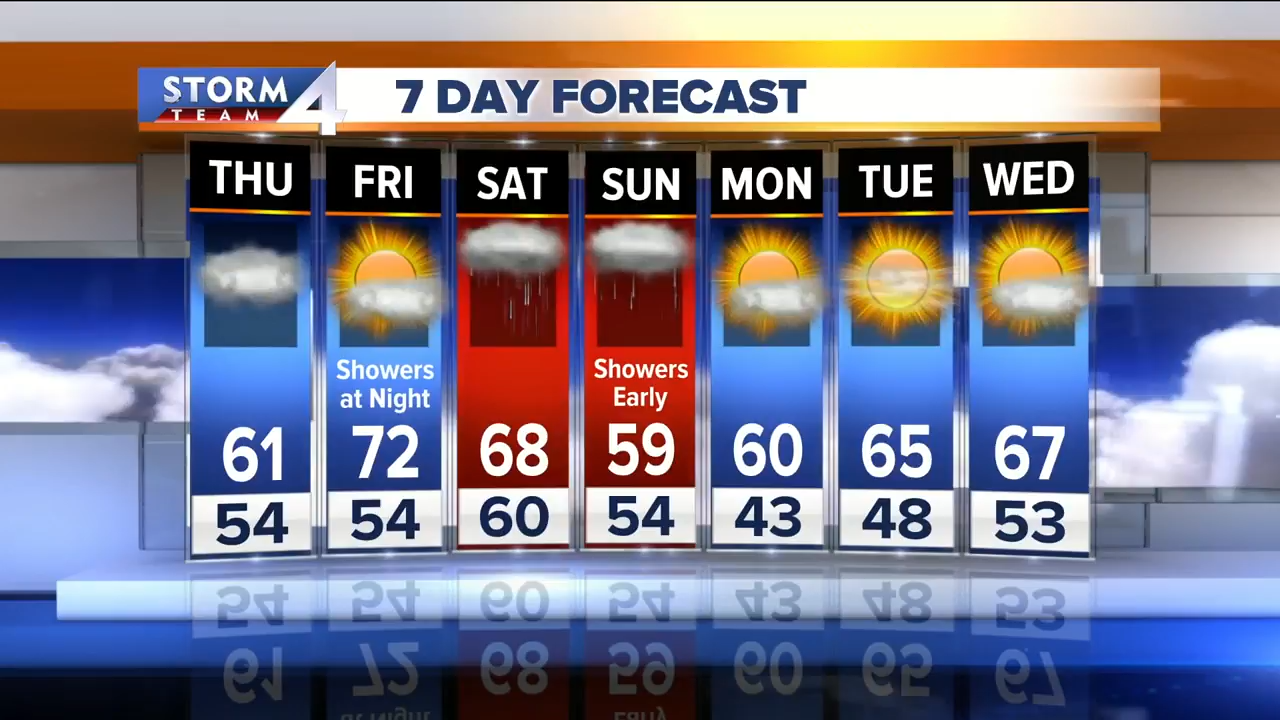 STORM 4 7 DAY FORECAST
TEAM
THU FRI SAT SUN MON TUE WED
Showers Showers
at Night Early
61 72 68 59 60 65 67
54 54 60 54 43 48 53